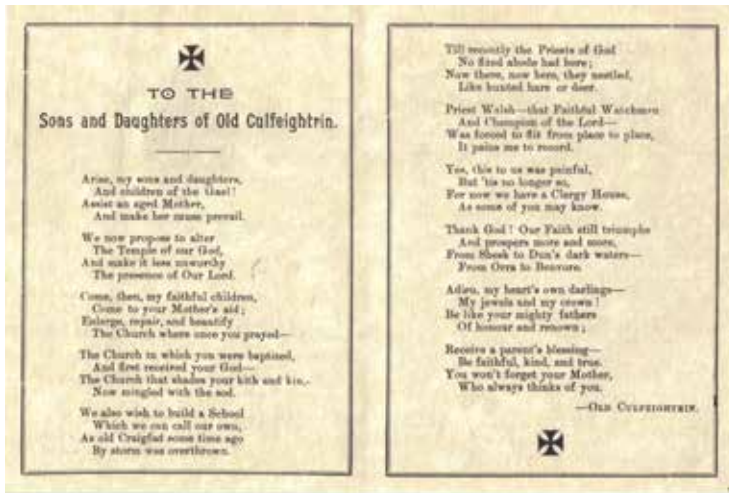 TO THE
Sons and Daughters of Old Culfeightrin.
Arise, my sons and daughters,
And children of the Gael!
Assist an aged Mother,
And make her cause prevail.
We now propose to alter
The Temple of our God,
And make it less unworthy
The presence of Our Lord.
Come, then, my faithful children,
Come to your Mother's aid;
Enlarge, repair, and beautify
The Church where once you prayed—
The Church in which you were baptised,
And first received your God—
The Church that shades your kith and kin,
Now mingled with the sod.
We also wish to build a School
Which we can call our own,
As old Craigfad some time ago
By storm was overthrown.
Till recently the Priests of God
No fixed abode had here;
Now there, now here, they nestled,
Like hunted hare or deer.
Priest Walsh—that Faithful Watchman
And Champion of the Lord—
Was forced to flit from place to place,
It pains me to record.
Yes, this to us was painful,
But 'tis no longer so,
For now we have a Clergy House,
As some of you may know.
Thank God! Our Faith still triumphs
And prospers more and more,
From Shesk to Dun's dark waters—
From Orra to Benvore.
Adieu, my heart's own darlings—
My jewels and my crown!
Be like your mighty fathers
Of honour and renown;
Receive a parent's blessing—
Be faithful, kind, and true.
You won't forget your Mother,
Who always thinks of you.
—OLD CULFEIGHTRIN.